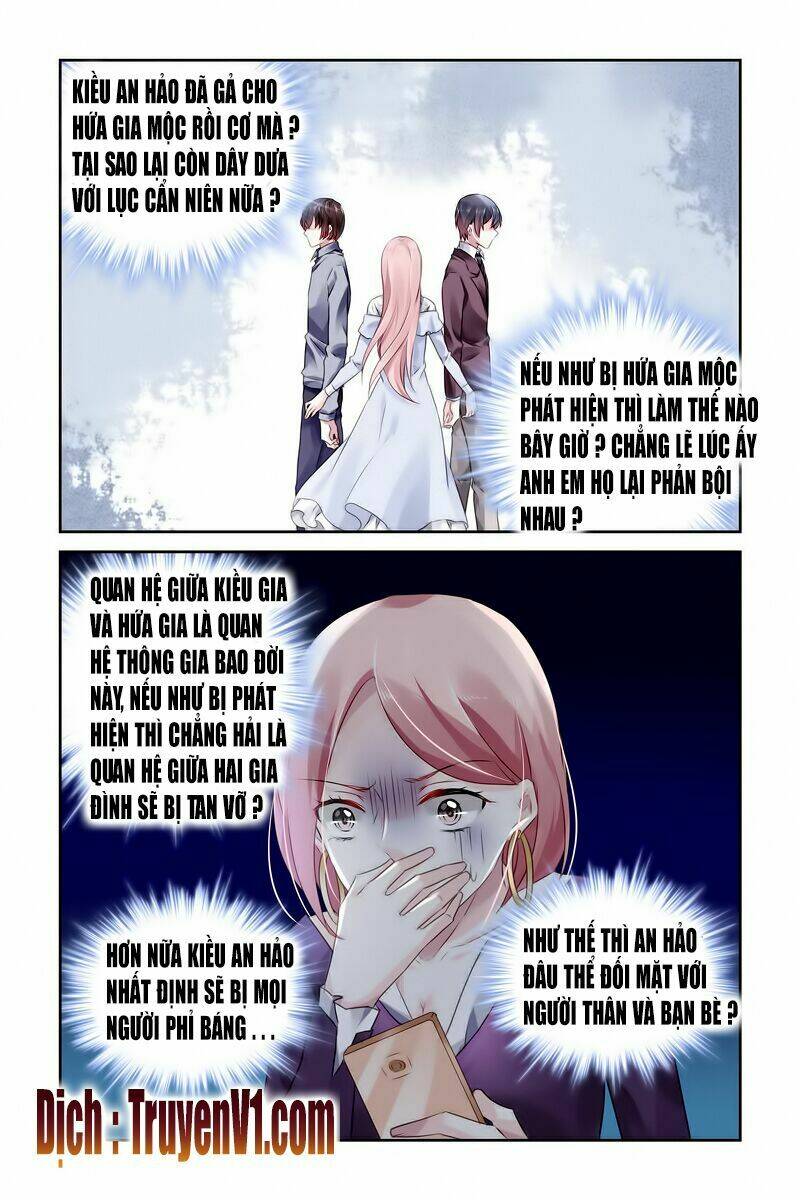 KIỀU AN HẢO ĐÃ GẢ CHO
HỨA GIA MỘC RỒI CƠ MÀ ?
TẠI SAO LẠI CÒN DÂY DƯA
VỚI LỤC CẨN NIÊN NỮA ?
NẾU NHƯ BỊ HỨA GIA MỘC
PHÁT HIỆN THÌ LÀM THẾ NÀO
BÂY GIỜ ? CHẲNG LẼ LÚC ẤY
ANH EM HỌ LẠI PHẢN BỘI
NHAU ?
QUAN HỆ GIỮA KIỀU GIA
VÀ HỨA GIA LÀ QUAN
HỆ THÔNG GIA BAO ĐỜI
NÀY, NẾU NHƯ BỊ PHÁT
HIỆN THÌ CHẲNG HẢI LÀ
QUAN HỆ GIỮA HAI GIA
ĐÌNH SẼ BỊ TAN VỠ ?
HƠN NỮA KIỀU AN HẢO
NHẤT ĐỊNH SẼ BỊ MỌI
NGƯỜI PHỈ BÁNG . . .
NHƯ THẾ THÌ AN HẢO
ĐÂU THỂ ĐỐI MẶT VỚI
NGƯỜI THÂN VÀ BẠN BÈ ?
Dịch : TruyenV1.com